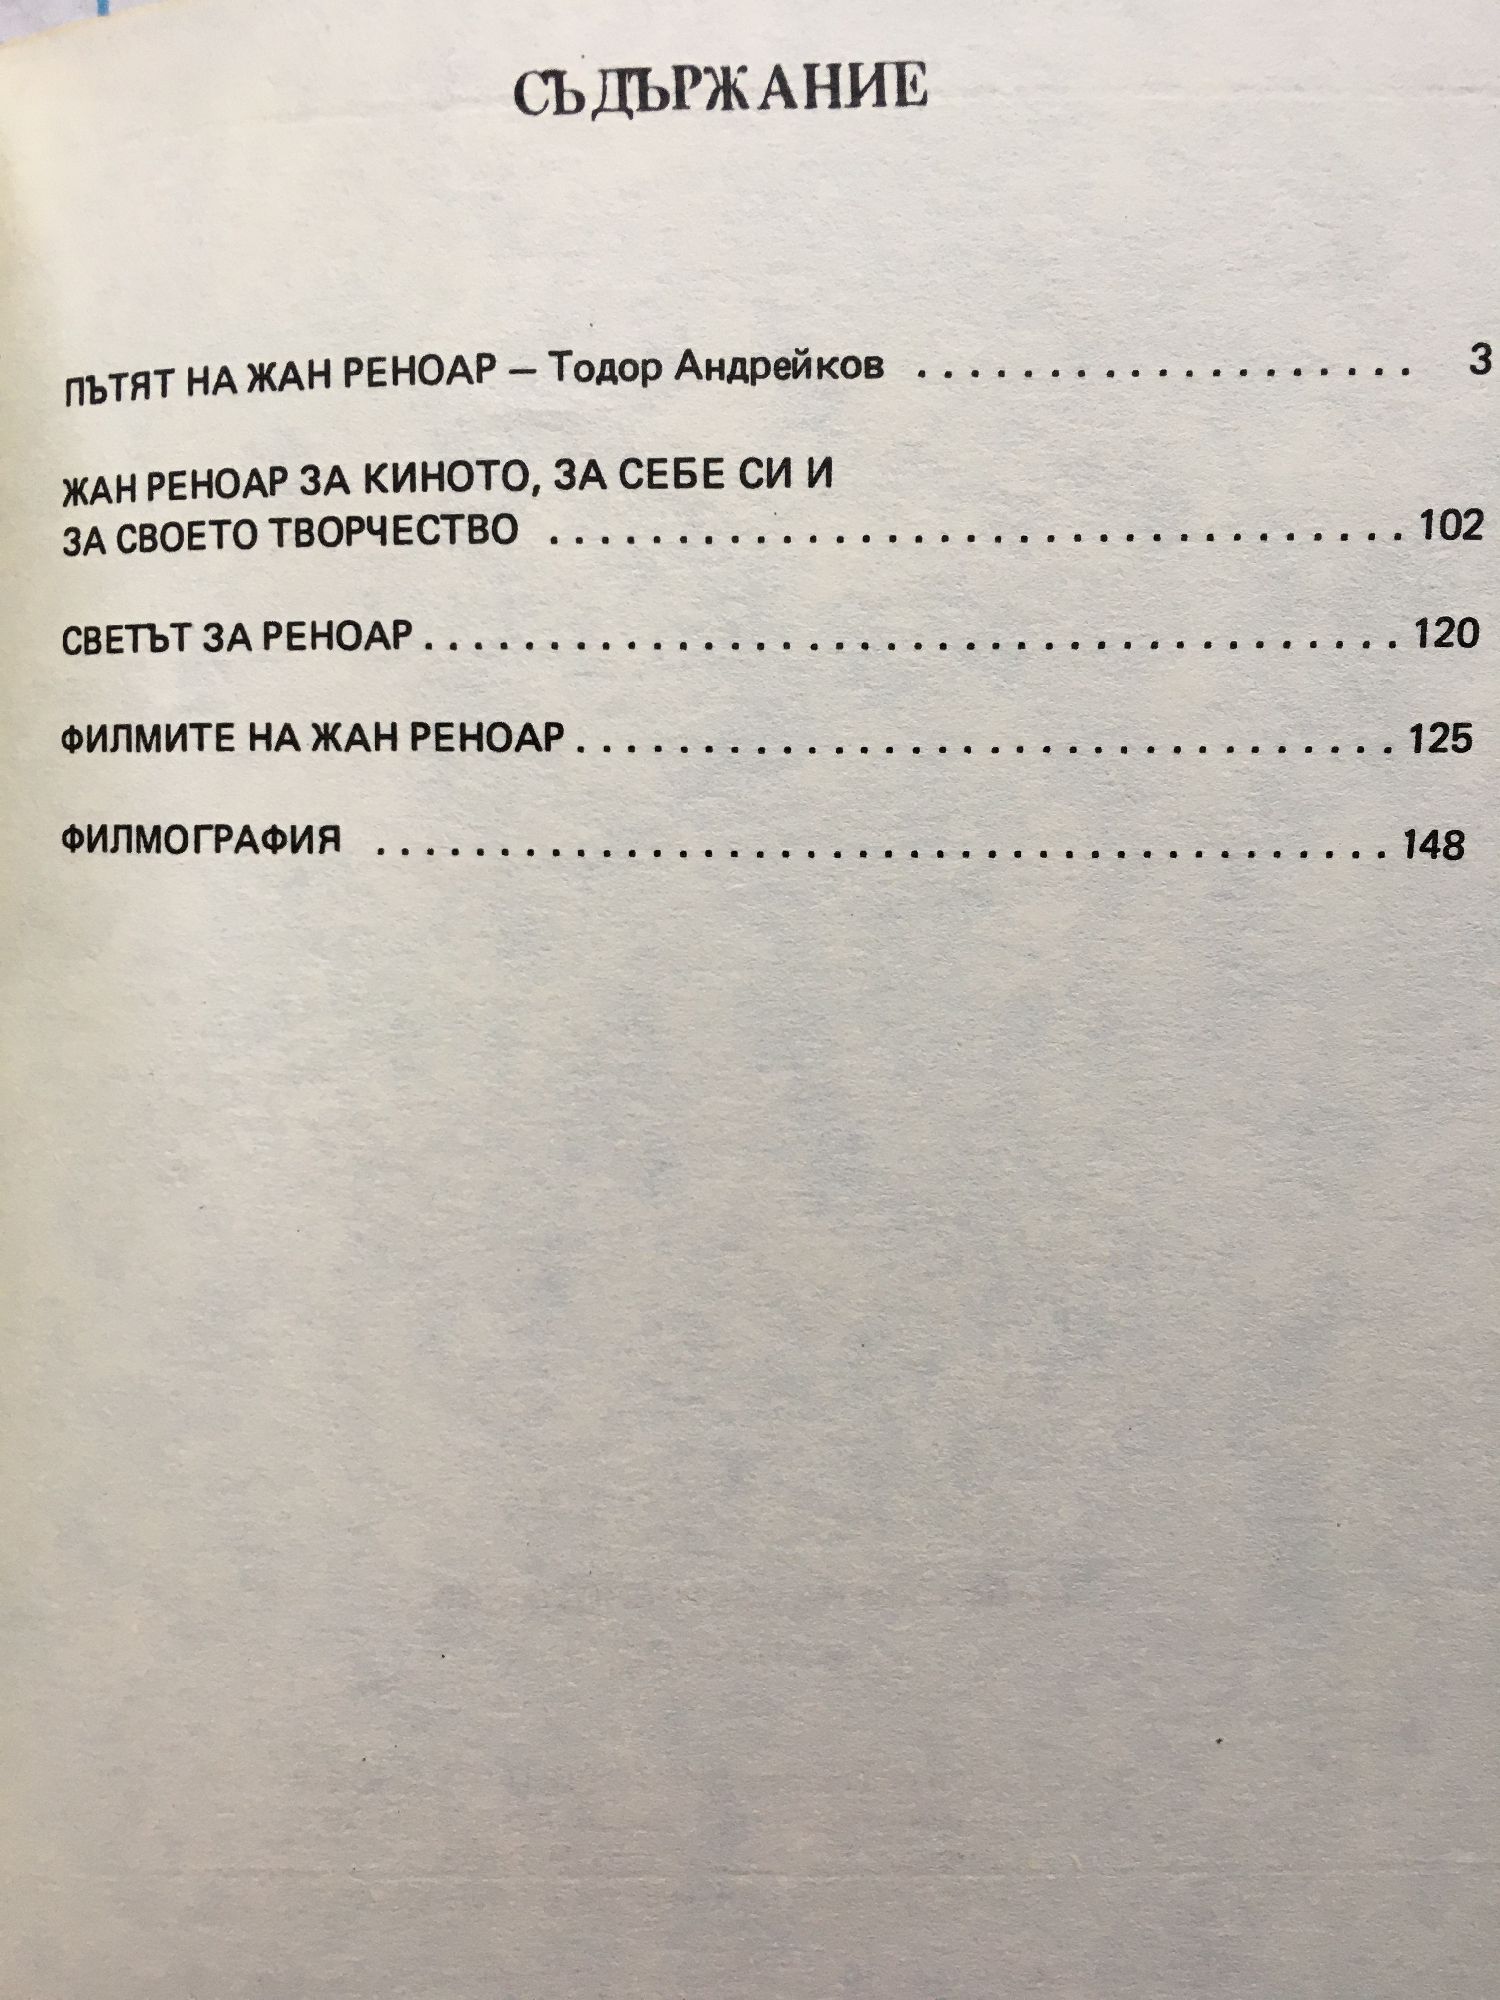 СЪДЪРЖАНИЕ
ПЪТЯТ НА ЖАН РЕНОАР — Тодор Андрейков . . . . . . . . . . . . . . . . . . . 3
ЖАН РЕНОАР ЗА КИНОТО, ЗА СЕБЕ СИ И
ЗА СВОЕТО ТВОРЧЕСТВО . . . . . . . . . . . . . . . . . . . . . . . . . . . . . . . . . 102
СВЕТЪТ ЗА РЕНОАР . . . . . . . . . . . . . . . . . . . . . . . . . . . . . . . . . . . . . . 120
ФИЛМИТЕ НА ЖАН РЕНОАР . . . . . . . . . . . . . . . . . . . . . . . . . . . . . . . . 125
ФИЛМОГРАФИЯ . . . . . . . . . . . . . . . . . . . . . . . . . . . . . . . . . . . . . . . 148